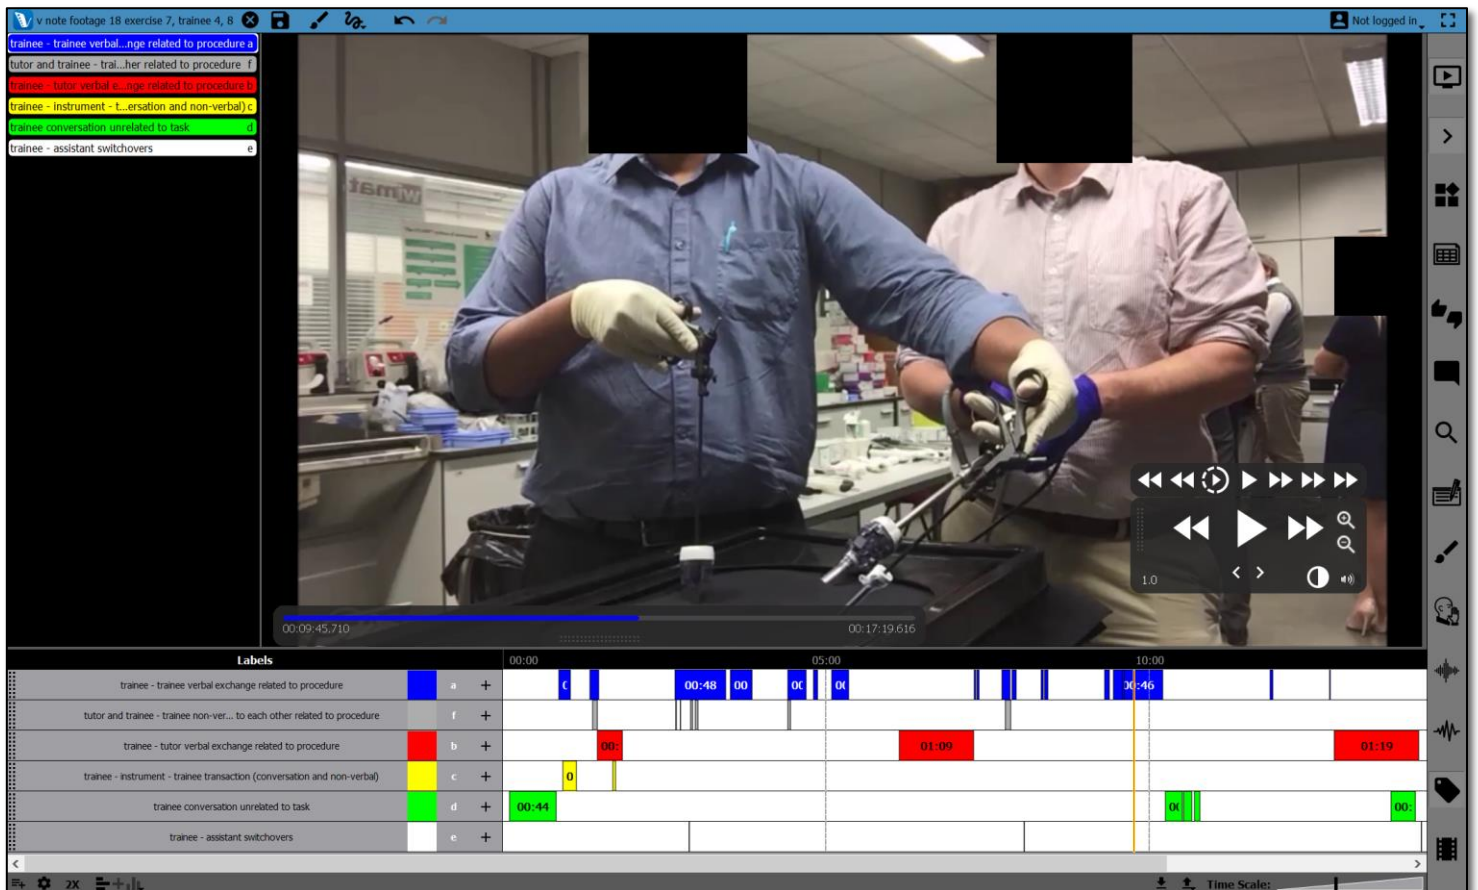 v note footage 18 exercise 7, trainee 4, 8
Not logged in
trainee - trainee verbal...nge related to procedure a
tutor and trainee - trai...her related to procedure f
trainee - tutor verbal e...nge related to procedure b
trainee - instrument - t...ersation and non-verbal) c
trainee conversation unrelated to task d
trainee - assistant switchovers e
1.0
00:09:45.710 00:17:19.616
Labels 00:00 05:00 10:00
trainee - trainee verbal exchange related to procedure a + 00:48 00 00 00
tutor and trainee - trainee non-ver... to each other related to procedure f +
trainee - tutor verbal exchange related to procedure b + 00: 01:09 01:19
trainee - instrument - trainee transaction (conversation and non-verbal) c + 0
trainee conversation unrelated to task d + 00:44 00 00:
trainee - assistant switchovers e +
2X Time Scale: